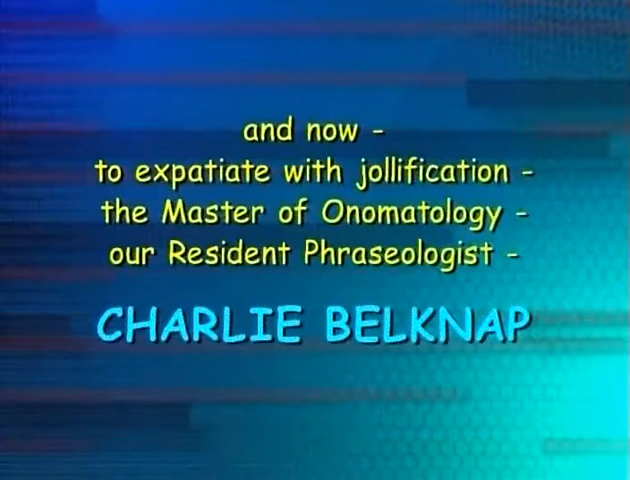 and now -
to expatiate with jollification -
the Master of Onomatology -
our Resident Phraseologist -
CHARLIE BELKNAP